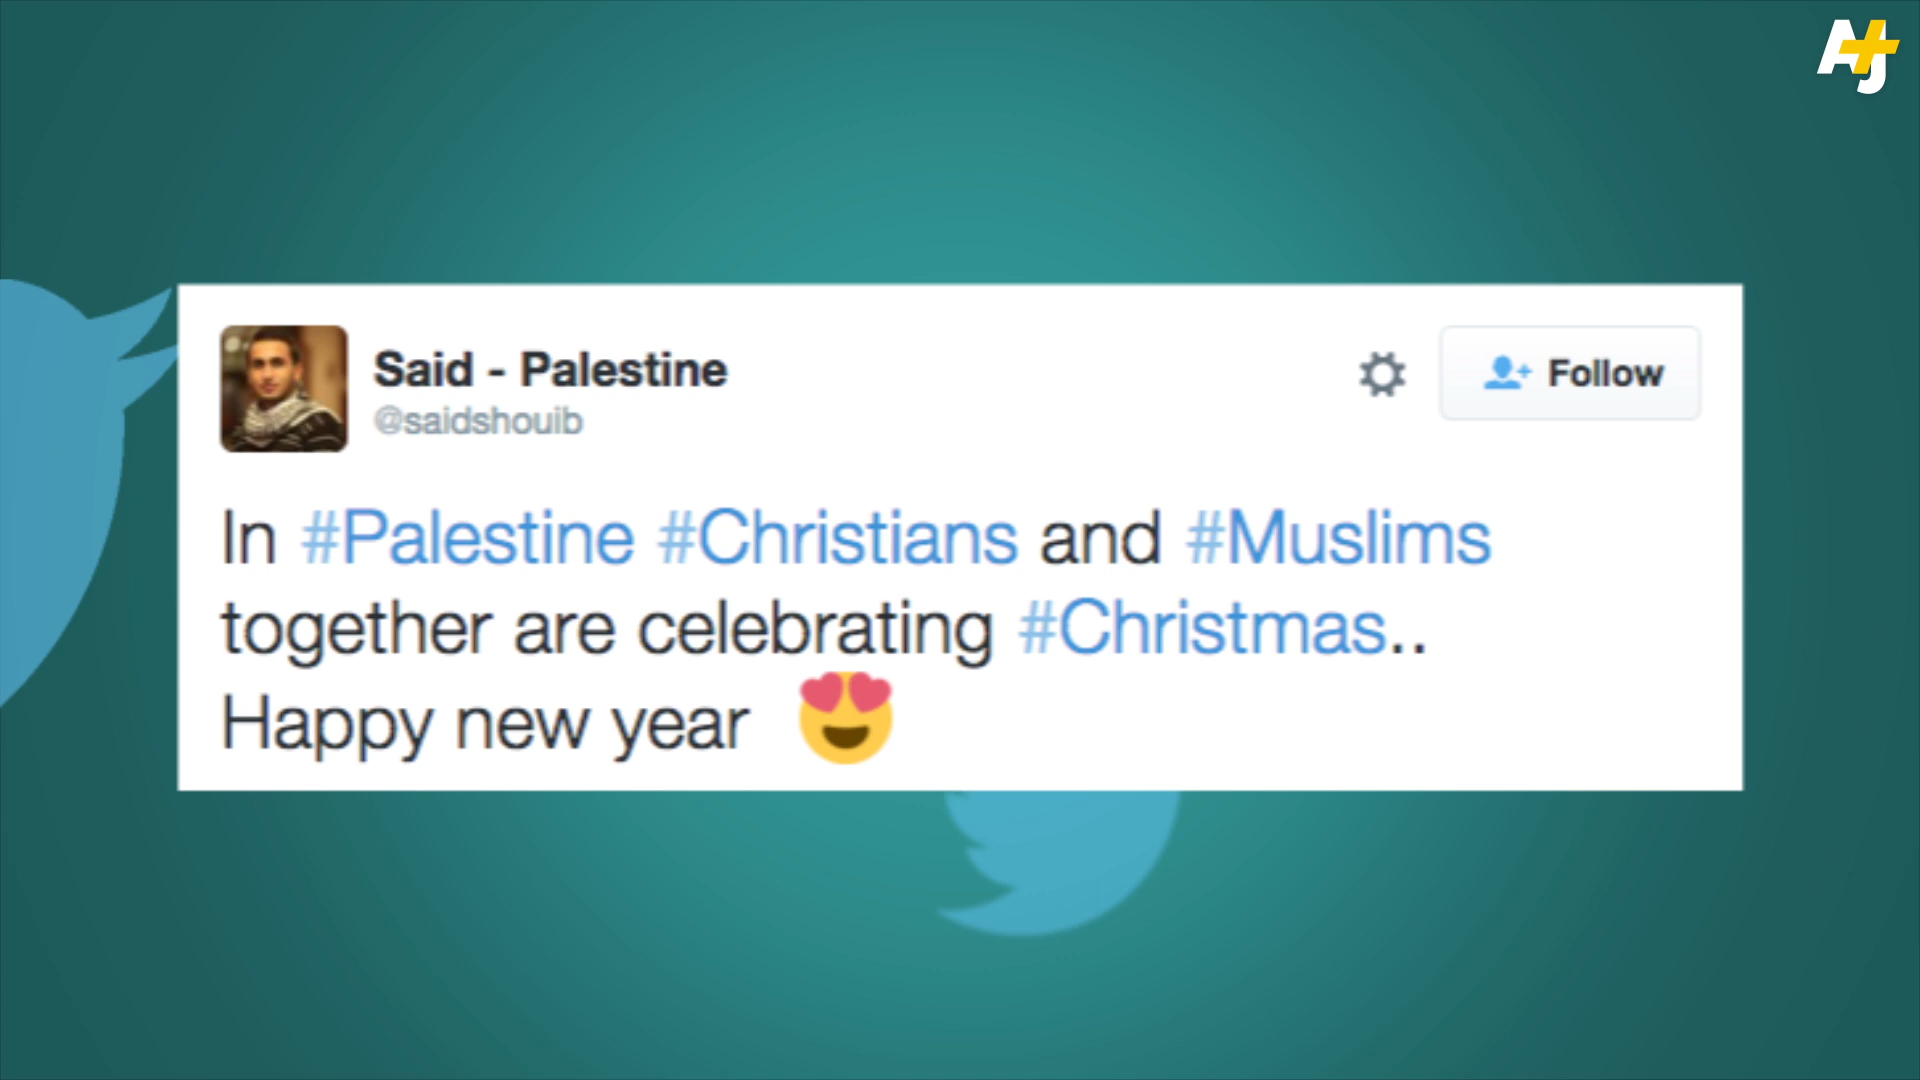 AJ+
Said - Palestine
@saidshouib
Follow
In #Palestine #Christians and #Muslims
together are celebrating #Christmas..
Happy new year 😍